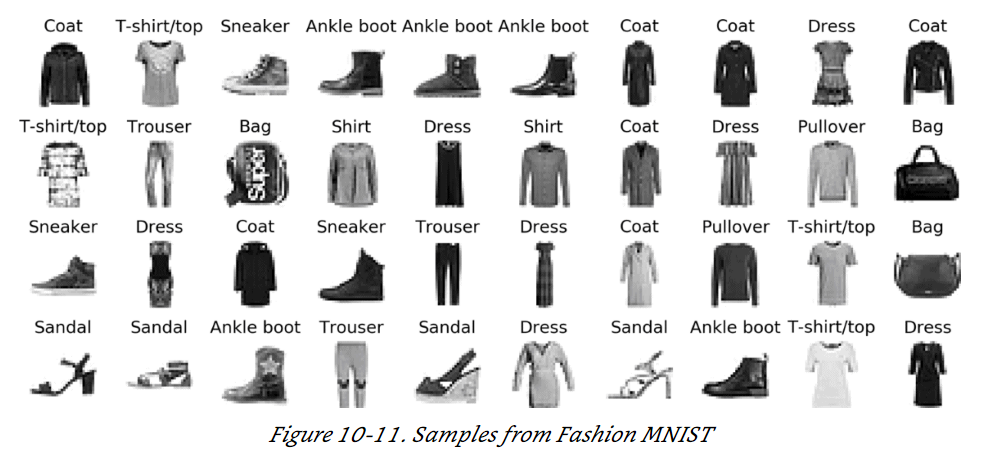 Coat T-shirt/top Sneaker Ankle boot Ankle boot Ankle boot Coat Coat Dress Coat
T-shirt/top Trouser Bag Shirt Dress Shirt Coat Dress Pullover Bag
Super
Sneaker Dress Coat Sneaker Trouser Dress Coat Pullover T-shirt/top Bag
Sandal Sandal Ankle boot Trouser Sandal Dress Sandal Ankle boot T-shirt/top Dress
Figure 10-11. Samples from Fashion MNIST